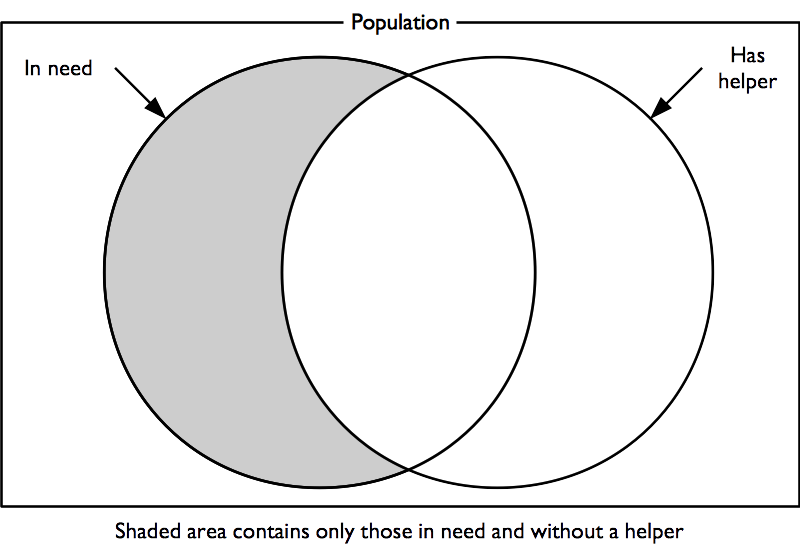 Population
In need
Has
helper
Shaded area contains only those in need and without a helper